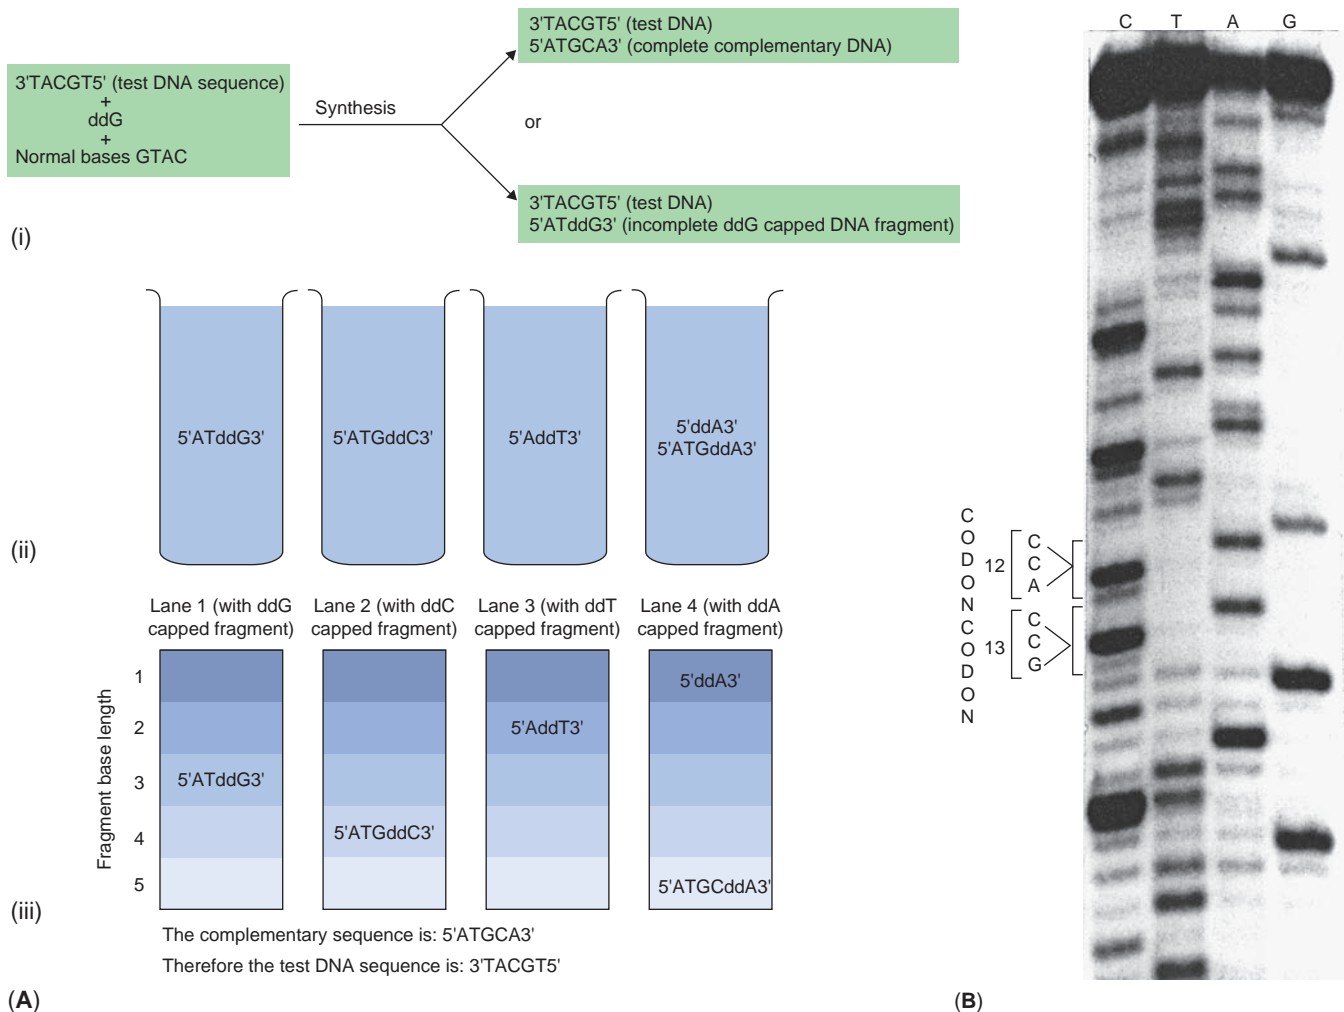 3'TACGT5' (test DNA sequence)
+
ddG
+
Normal bases GTAC
Synthesis
3'TACGT5' (test DNA)
5'ATGCA3' (complete complementary DNA)
or
3'TACGT5' (test DNA)
5'ATddG3' (incomplete ddG capped DNA fragment)
(i)
5'ATddG3'
5'ATGddC3'
5'AddT3'
5'ddA3'
5'ATGddA3'
(ii)
Lane 1 (with ddG
capped fragment)
Lane 2 (with ddC
capped fragment)
Lane 3 (with ddT
capped fragment)
Lane 4 (with ddA
capped fragment)
Fragment base length
1
5'ddA3'
2
5'AddT3'
3
5'ATddG3'
4
5'ATGddC3'
5
5'ATGCddA3'
(iii)
The complementary sequence is: 5'ATGCA3'
Therefore the test DNA sequence is: 3'TACGT5'
(A)
C T A G
CODON
12
C
C
A
CODON
13
C
C
G
(B)